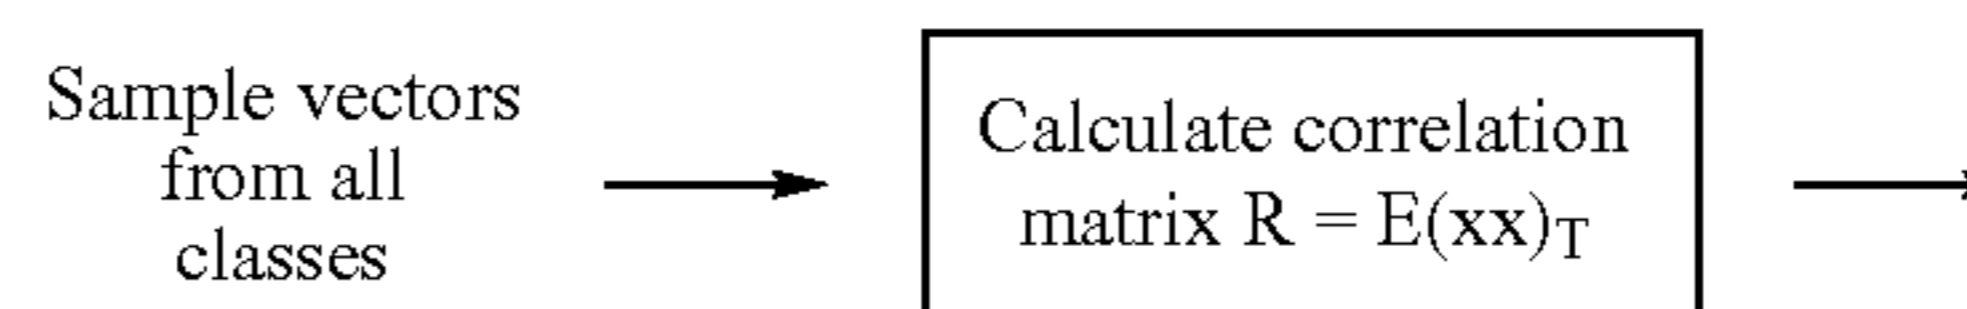 Sample vectors
from all
classes
Calculate correlation
matrix R = E(xx)T